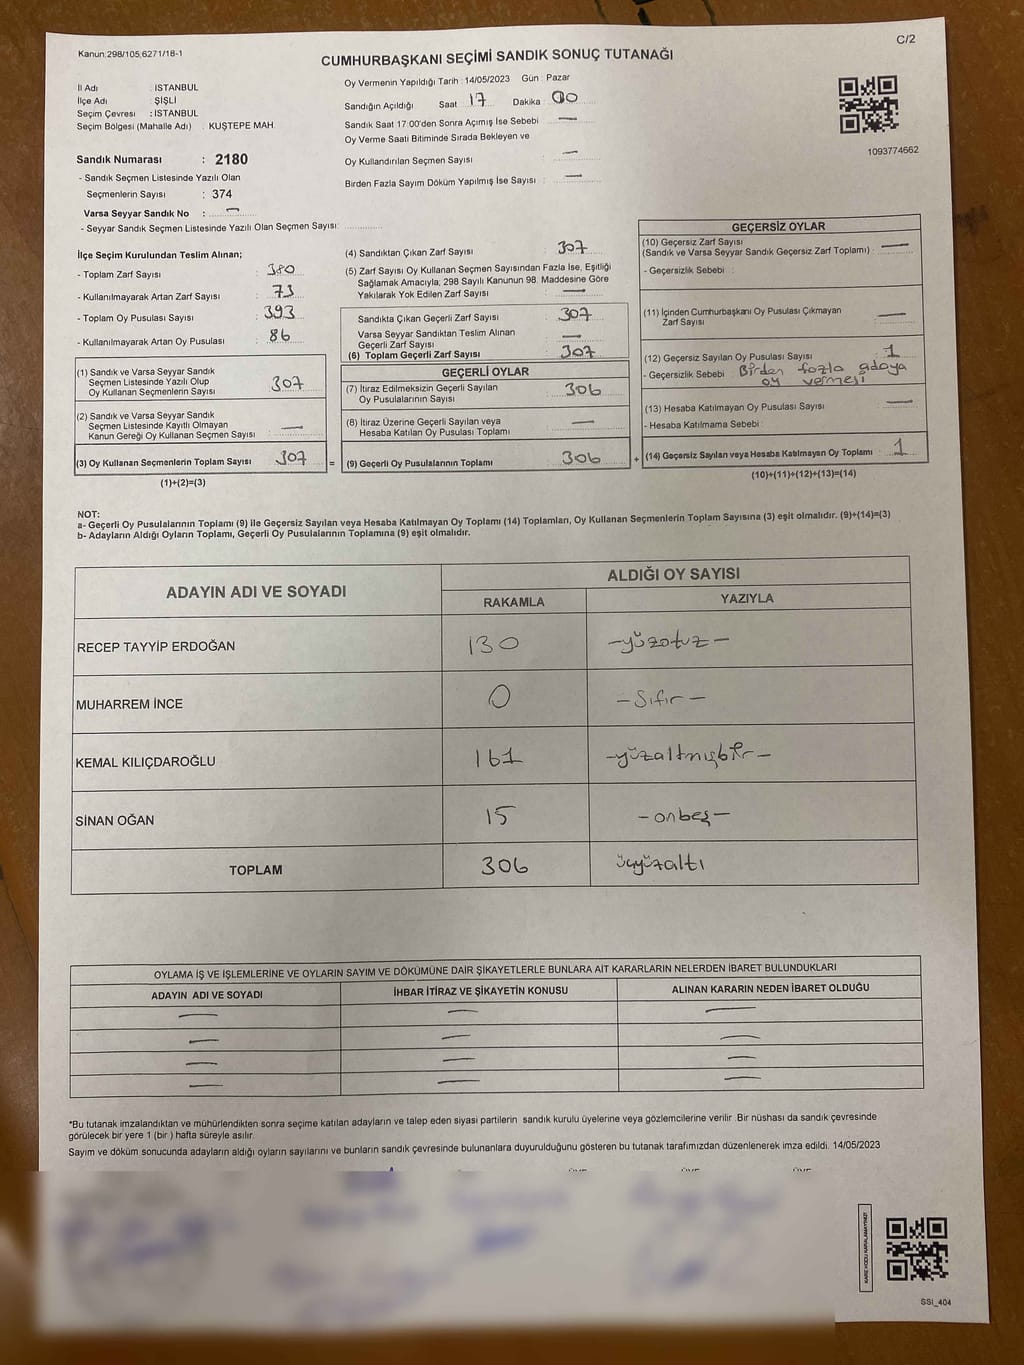 Kanun:298/105,6271/18-1
C/2
CUMHURBAŞKANI SEÇİMİ SANDIK SONUÇ TUTANAĞI
İl Adı : İSTANBUL
İlçe Adı : ŞİŞLİ
Seçim Çevresi : İSTANBUL
Seçim Bölgesi (Mahalle Adı) : KUŞTEPE MAH.
Sandık Numarası : 2180
- Sandık Seçmen Listesinde Yazılı Olan
Seçmenlerin Sayısı : 374
Varsa Seyyar Sandık No : —
- Seyyar Sandık Seçmen Listesinde Yazılı Olan Seçmen Sayısı:
Oy Vermenin Yapıldığı Tarih : 14/05/2023 Gün : Pazar
Sandığın Açıldığı Saat 17 Dakika 00
Sandık Saat 17:00'den Sonra Açımış İse Sebebi : —
Oy Verme Saati Bitiminde Sırada Bekleyen ve
Oy Kullandırılan Seçmen Sayısı : —
Birden Fazla Sayım Döküm Yapılmış İse Sayısı : —
1093774662
İlçe Seçim Kurulundan Teslim Alınan;
- Toplam Zarf Sayısı : 380
- Kullanılmayarak Artan Zarf Sayısı : 73
- Toplam Oy Pusulası Sayısı : 393
- Kullanılmayarak Artan Oy Pusulası : 86
(1) Sandık ve Varsa Seyyar Sandık
Seçmen Listesinde Yazılı Olup
Oy Kullanan Seçmenlerin Sayısı : 307
(2) Sandık ve Varsa Seyyar Sandık
Seçmen Listesinde Kayıtlı Olmayan
Kanun Gereği Oy Kullanan Seçmen Sayısı : —
(3) Oy Kullanan Seçmenlerin Toplam Sayısı : 307
(1)+(2)=(3)
(4) Sandıktan Çıkan Zarf Sayısı : 307
(5) Zarf Sayısı Oy Kullanan Seçmen Sayısından Fazla İse, Eşitliği
Sağlamak Amacıyla, 298 Sayılı Kanunun 98. Maddesine Göre
Yakılarak Yok Edilen Zarf Sayısı : —
Sandıkta Çıkan Geçerli Zarf Sayısı : 307
Varsa Seyyar Sandıktan Teslim Alınan
Geçerli Zarf Sayısı : —
(6) Toplam Geçerli Zarf Sayısı : 307
GEÇERLİ OYLAR
(7) İtiraz Edilmeksizin Geçerli Sayılan
Oy Pusulalarının Sayısı : 306
(8) İtiraz Üzerine Geçerli Sayılan veya
Hesaba Katılan Oy Pusulası Toplamı : —
= (9) Geçerli Oy Pusulalarının Toplamı : 306
GEÇERSİZ OYLAR
(10) Geçersiz Zarf Sayısı
(Sandık ve Varsa Seyyar Sandık Geçersiz Zarf Toplamı) : —
- Geçersizlik Sebebi :
(11) İçinden Cumhurbaşkanı Oy Pusulası Çıkmayan
Zarf Sayısı : —
(12) Geçersiz Sayılan Oy Pusulası Sayısı : 1
- Geçersizlik Sebebi : Birden fazla adaya
oy vermesi
(13) Hesaba Katılmayan Oy Pusulası Sayısı : —
- Hesaba Katılmama Sebebi :
+ (14) Geçersiz Sayılan veya Hesaba Katılmayan Oy Toplamı : 1
(10)+(11)+(12)+(13)=(14)
NOT:
a- Geçerli Oy Pusulalarının Toplamı (9) ile Geçersiz Sayılan veya Hesaba Katılmayan Oy Toplamı (14) Toplamları, Oy Kullanan Seçmenlerin Toplam Sayısına (3) eşit olmalıdır. (9)+(14)=(3)
b- Adayların Aldığı Oyların Toplamı, Geçerli Oy Pusulalarının Toplamına (9) eşit olmalıdır.
ADAYIN ADI VE SOYADI
ALDIĞI OY SAYISI
RAKAMLA YAZIYLA
RECEP TAYYİP ERDOĞAN 130 -yüzotuz-
MUHARREM İNCE 0 -sıfır-
KEMAL KILIÇDAROĞLU 161 -yüzaltmışbir-
SİNAN OĞAN 15 -onbeş-
TOPLAM 306 üçyüzaltı
OYLAMA İŞ VE İŞLEMLERİNE VE OYLARIN SAYIM VE DÖKÜMÜNE DAİR ŞİKAYETLERLE BUNLARA AİT KARARLARIN NELERDEN İBARET BULUNDUKLARI
ADAYIN ADI VE SOYADI İHBAR İTİRAZ VE ŞİKAYETİN KONUSU ALINAN KARARIN NEDEN İBARET OLDUĞU
— — —
— — —
— — —
— — —
*Bu tutanak imzalandıktan ve mühürlendikten sonra seçime katılan adayların ve talep eden siyasi partilerin sandık kurulu üyelerine veya gözlemcilerine verilir. Bir nüshası da sandık çevresinde
görülecek bir yere 1 (bir) hafta süreyle asılır.
Sayım ve döküm sonucunda adayların aldığı oyların sayılarını ve bunların sandık çevresinde bulunanlara duyurulduğunu gösteren bu tutanak tarafımızdan düzenlenerek imza edildi. 14/05/2023
KARE KODU KARALAMAYINIZ!
SSİ_404